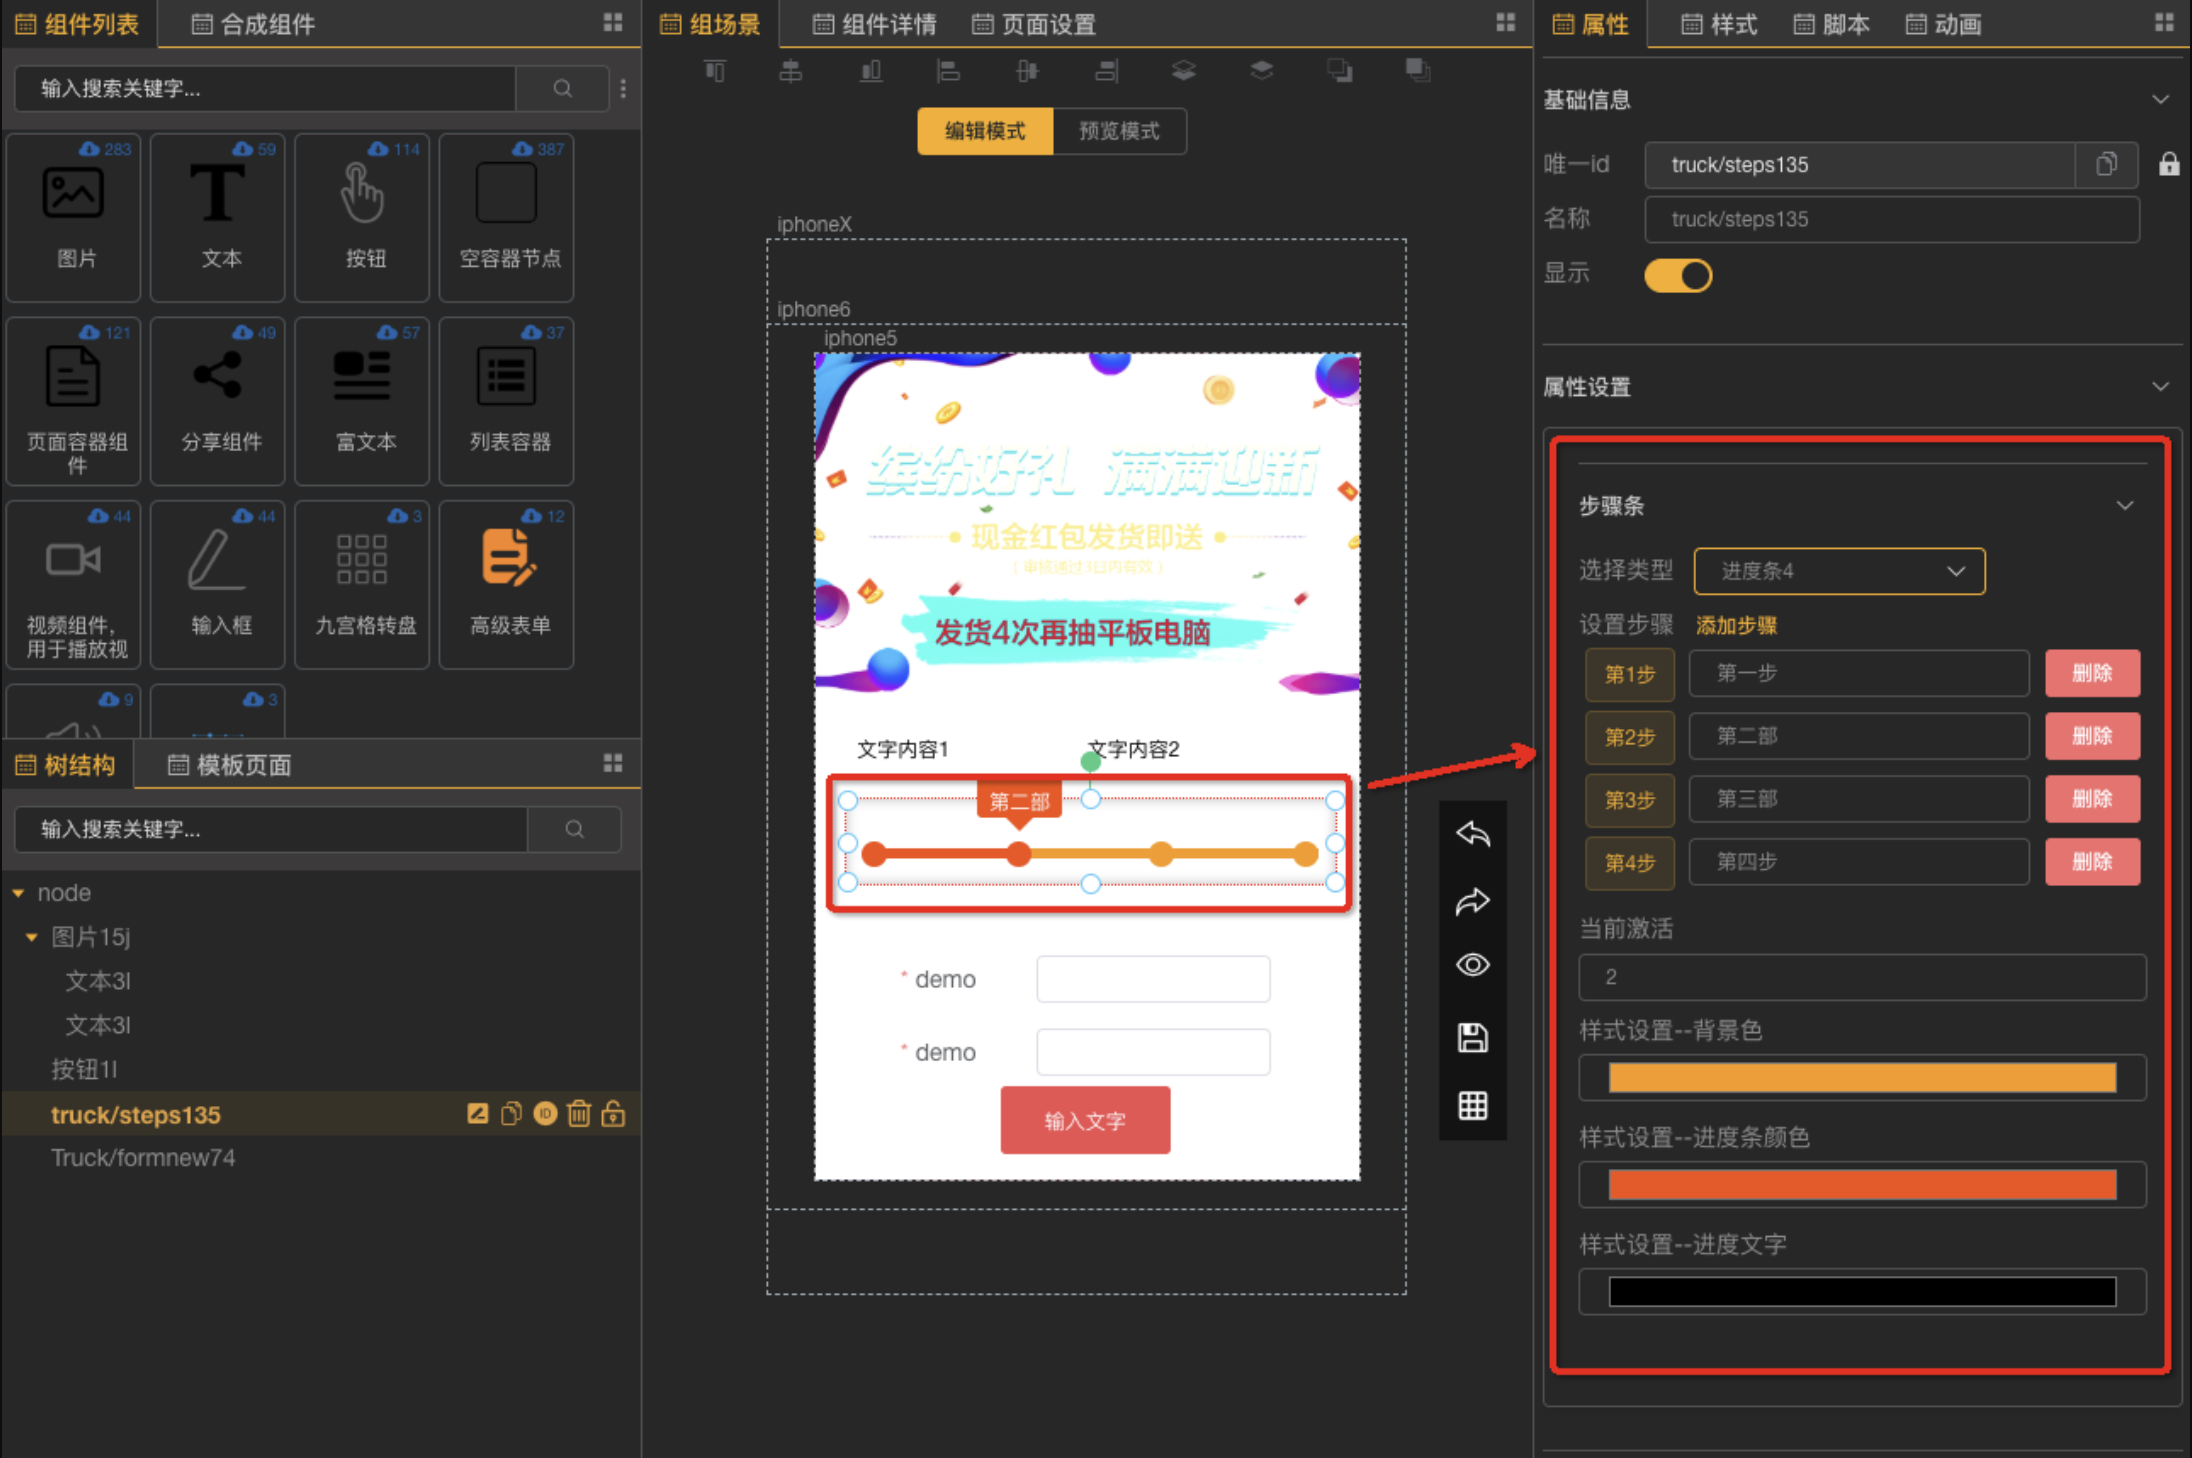 组件列表
合成组件
输入搜索关键字...
283
图片
59
文本
114
按钮
387
空容器节点
121
页面容器组
件
49
分享组件
57
富文本
37
列表容器
44
视频组件,
用于播放视
44
输入框
3
九宫格转盘
12
高级表单
9
3
树结构
模板页面
输入搜索关键字...
node
图片15j
文本3l
文本3l
按钮1l
truck/steps135
ID
Truck/formnew74
组场景
组件详情
页面设置
编辑模式
预览模式
iphoneX
iphone6
iphone5
缤纷好礼 满满迎新
现金红包发货即送
(审核通过3日内有效)
发货4次再抽平板电脑
文字内容1
文字内容2
第二部
* demo
* demo
输入文字
属性
样式
脚本
动画
基础信息
唯一id
truck/steps135
名称
truck/steps135
显示
属性设置
步骤条
选择类型
进度条4
设置步骤
添加步骤
第1步
第一步
删除
第2步
第二部
删除
第3步
第三部
删除
第4步
第四步
删除
当前激活
2
样式设置--背景色
样式设置--进度条颜色
样式设置--进度文字